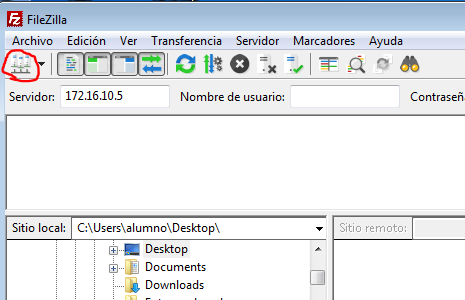 FileZilla
Archivo Edición Ver Transferencia Servidor Marcadores Ayuda
Servidor: 172.16.10.5 Nombre de usuario: Contraseñ
Sitio local: C:\Users\alumno\Desktop\ Sitio remoto:
Desktop
Documents
Downloads